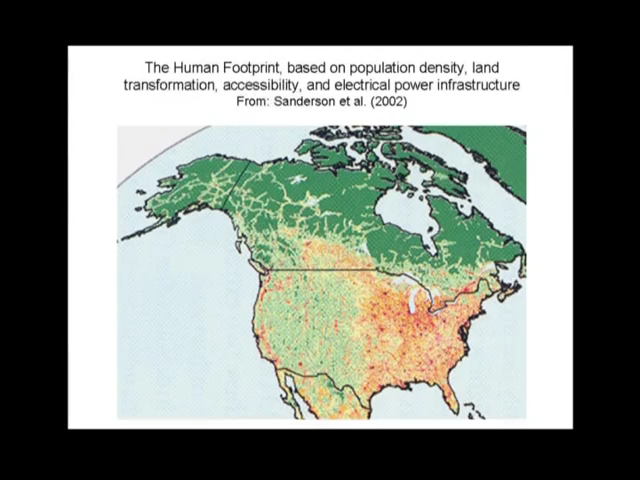 The Human Footprint, based on population density, land
transformation, accessibility, and electrical power infrastructure
From: Sanderson et al. (2002)